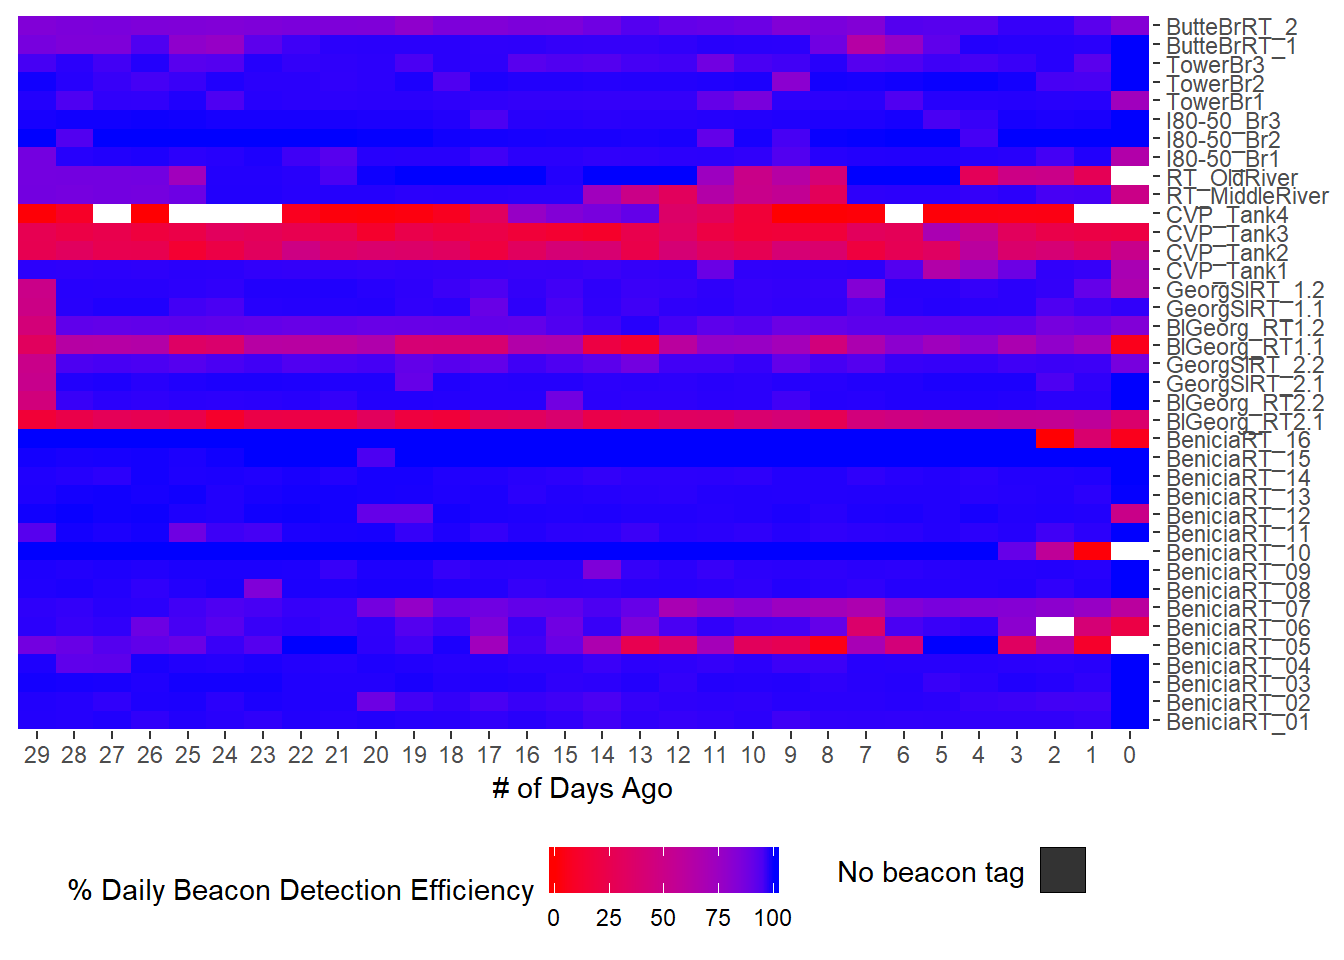 ButteBrRT_2
ButteBrRT_1
TowerBr3
TowerBr2
TowerBr1
I80-50_Br3
I80-50_Br2
I80-50_Br1
RT_OldRiver
RT_MiddleRiver
CVP_Tank4
CVP_Tank3
CVP_Tank2
CVP_Tank1
GeorgSlRT_1.2
GeorgSlRT_1.1
BlGeorg_RT1.2
BlGeorg_RT1.1
GeorgSlRT_2.2
GeorgSlRT_2.1
BlGeorg_RT2.2
BlGeorg_RT2.1
BeniciaRT_16
BeniciaRT_15
BeniciaRT_14
BeniciaRT_13
BeniciaRT_12
BeniciaRT_11
BeniciaRT_10
BeniciaRT_09
BeniciaRT_08
BeniciaRT_07
BeniciaRT_06
BeniciaRT_05
BeniciaRT_04
BeniciaRT_03
BeniciaRT_02
BeniciaRT_01
29 28 27 26 25 24 23 22 21 20 19 18 17 16 15 14 13 12 11 10 9 8 7 6 5 4 3 2 1 0
# of Days Ago
% Daily Beacon Detection Efficiency
0 25 50 75 100
No beacon tag